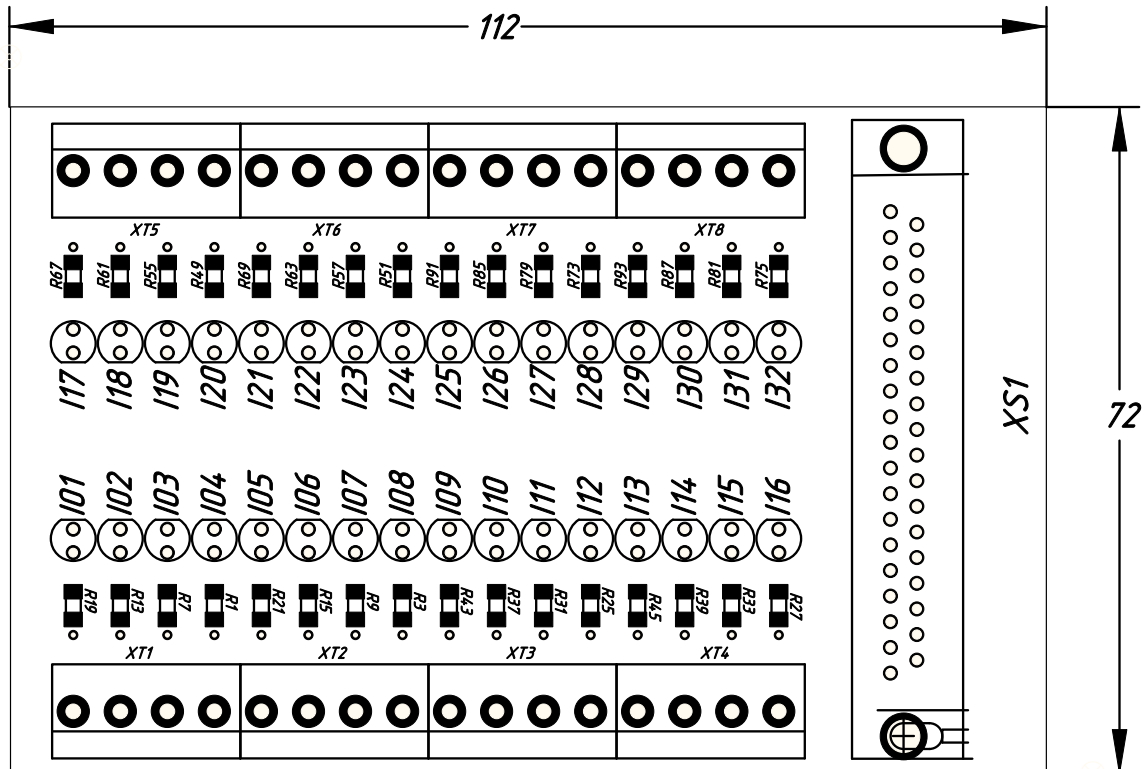 112
XT5 XT6 XT7 XT8
R67 R61 R55 R49 R69 R63 R57 R51 R91 R85 R79 R73 R93 R87 R81 R75
I17 I18 I19 I20 I21 I22 I23 I24 I25 I26 I27 I28 I29 I30 I31 I32
XS1
72
I01 I02 I03 I04 I05 I06 I07 I08 I09 I10 I11 I12 I13 I14 I15 I16
R19 R13 R7 R1 R21 R15 R9 R3 R43 R37 R31 R25 R45 R39 R33 R27
XT1 XT2 XT3 XT4